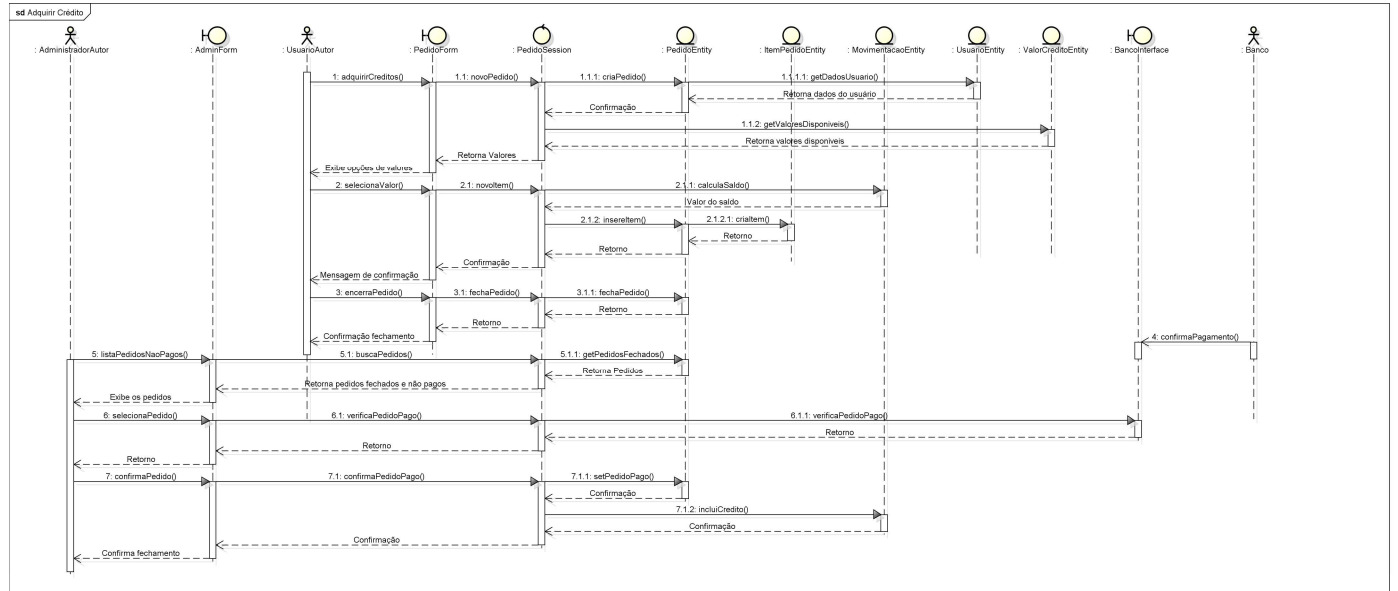 sd Adquirir Crédito
: AdministradorAutor
: AdminForm
: UsuarioAutor
: PedidoForm
: PedidoSession
: PedidoEntity
: ItemPedidoEntity
: MovimentacaoEntity
: UsuarioEntity
: ValorCreditoEntity
: BancoInterface
: Banco
1: adquirirCreditos()
1.1: novoPedido()
1.1.1: criaPedido()
1.1.1.1: getDadosUsuario()
Retorna dados do usuário
Confirmação
1.1.2: getValoresDisponiveis()
Retorna valores disponiveis
Retorna Valores
Exibe opções de valores
2: selecionaValor()
2.1: novoItem()
2.1.1: calculaSaldo()
Valor do saldo
2.1.2: insereItem()
2.1.2.1: criaItem()
Retorno
Retorno
Confirmação
Mensagem de confirmação
3: encerraPedido()
3.1: fechaPedido()
3.1.1: fechaPedido()
Retorno
Retorno
Confirmação fechamento
4: confirmaPagamento()
5: listaPedidosNaoPagos()
5.1: buscaPedidos()
5.1.1: getPedidosFechados()
Retorna Pedidos
Retorna pedidos fechados e não pagos
Exibe os pedidos
6: selecionaPedido()
6.1: verificaPedidoPago()
6.1.1: verificaPedidoPago()
Retorno
Retorno
Retorno
7: confirmaPedido()
7.1: confirmaPedidoPago()
7.1.1: setPedidoPago()
Confirmação
7.1.2: incluiCredito()
Confirmação
Confirmação
Confirma fechamento